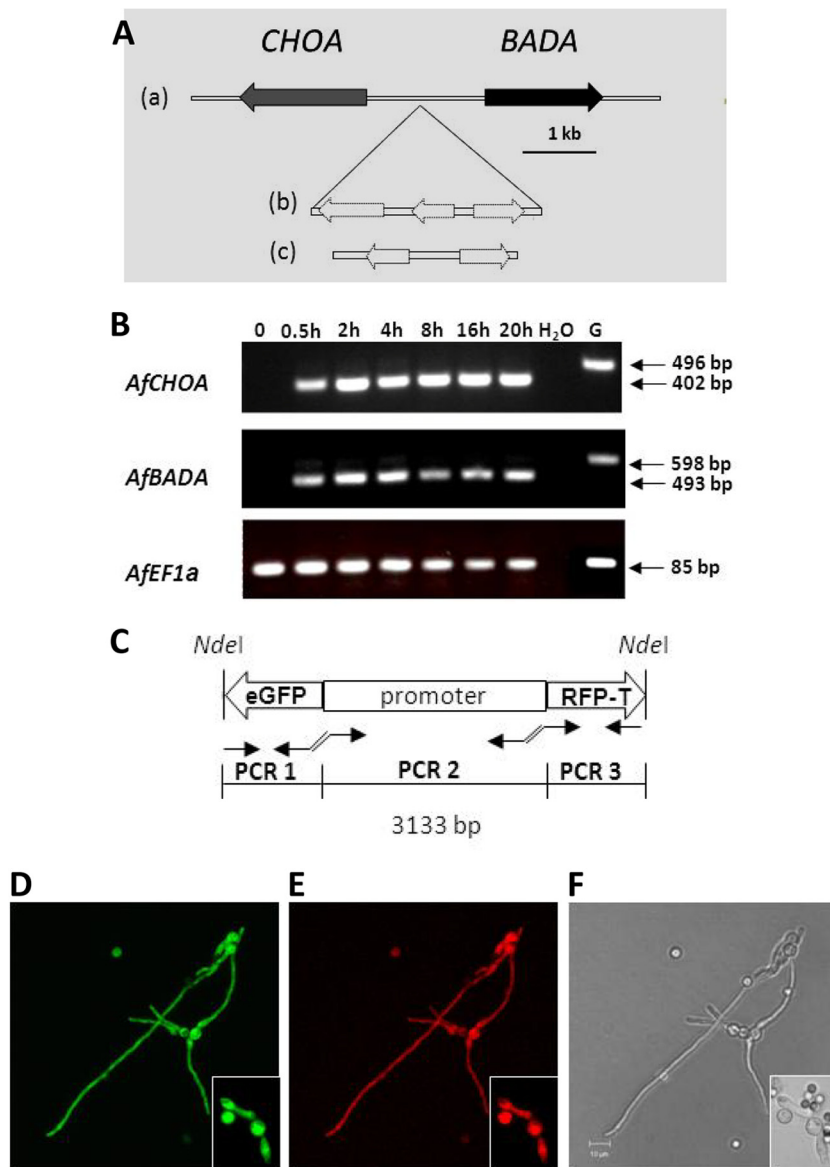 A
CHOA BADA
(a)
1 kb
(b)
(c)
B
0 0.5h 2h 4h 8h 16h 20h H₂O G
AfCHOA
496 bp
402 bp
AfBADA
598 bp
493 bp
AfEF1a
85 bp
C
NdeI NdeI
eGFP promoter RFP-T
PCR 1 PCR 2 PCR 3
3133 bp
D E F
10 μm